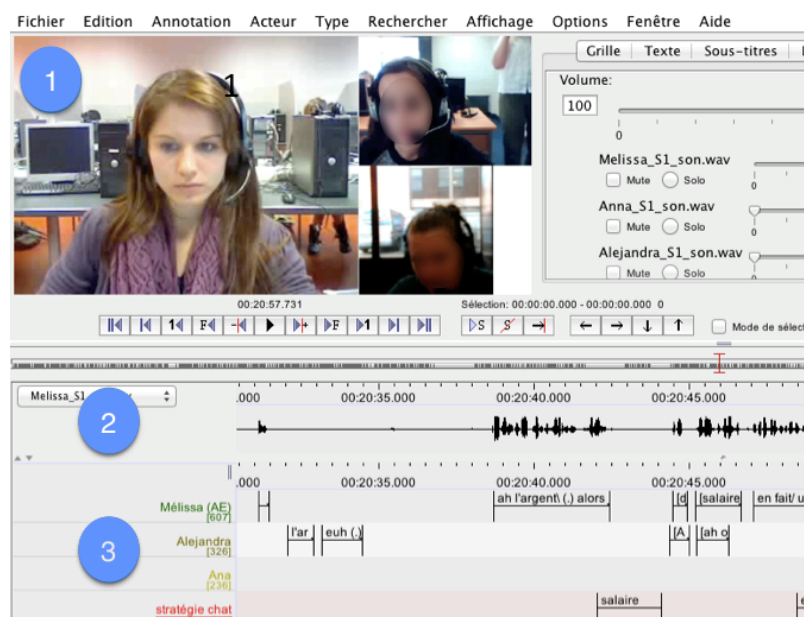 Fichier Edition Annotation Acteur Type Rechercher Affichage Options Fenêtre Aide
1
1
Grille Texte Sous-titres
Volume:
100
0
Melissa_S1_son.wav
Mute Solo
0
Anna_S1_son.wav
Mute Solo
0
Alejandra_S1_son.wav
Mute Solo
0
00:20:57.731
Sélection: 00:00:00.000 - 00:00:00.000 0
1 F + F 1 S S
Mode de sélect
Melissa_S1
2
.000 00:20:35.000 00:20:40.000 00:20:45.000
.000 00:20:35.000 00:20:40.000 00:20:45.000
Mélissa (AE)
[607]
ah l'argent\ (.) alors [d [salaire en fait/ u
3
Alejandra
[326]
l'ar euh (.) [A [ah o
Ana
[236]
stratégie chat
salaire e